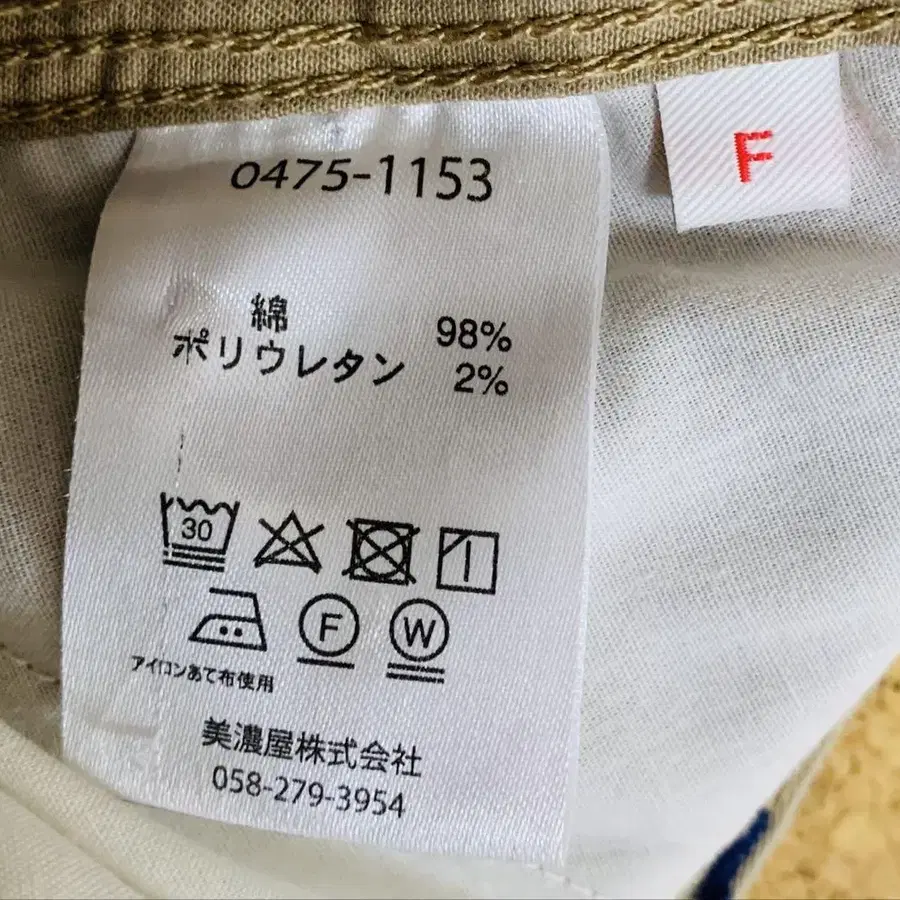 0475-1153
F
綿 98%
ポリウレタン 2%
30
F W
アイロンあて布使用
美濃屋株式会社
058-279-3954